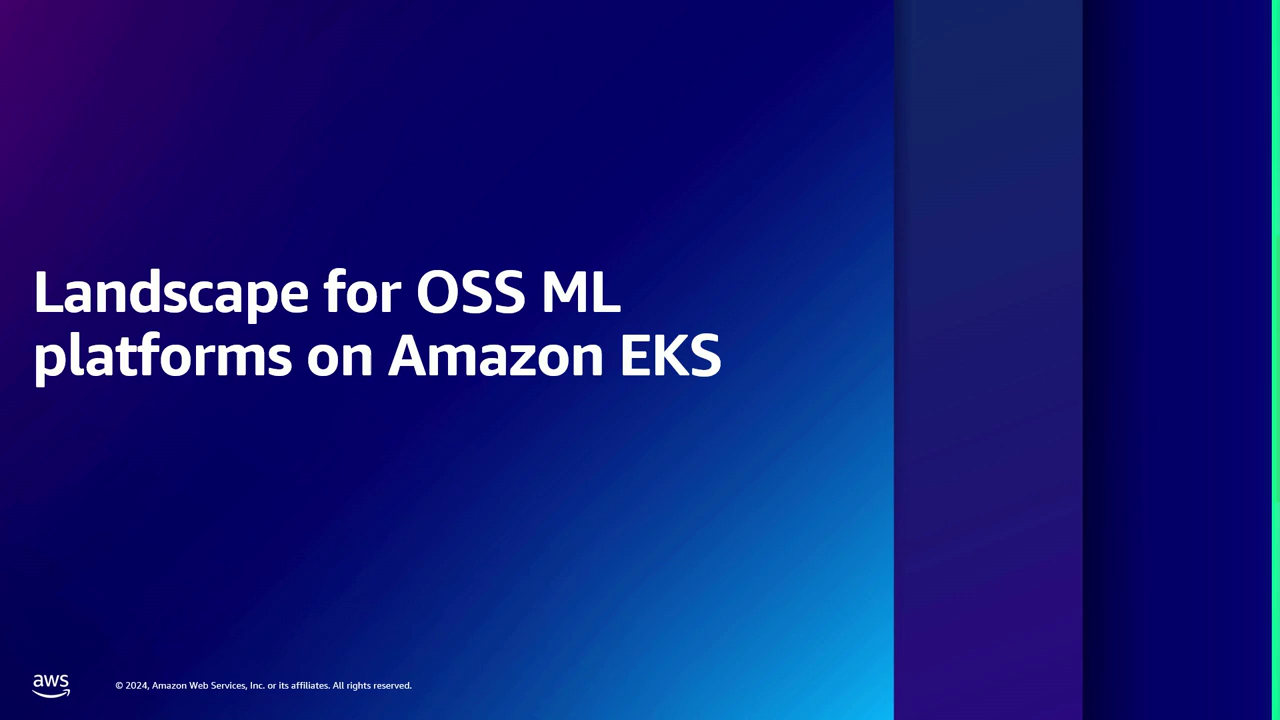 Landscape for OSS ML
platforms on Amazon EKS
aws
© 2024, Amazon Web Services, Inc. or its affiliates. All rights reserved.